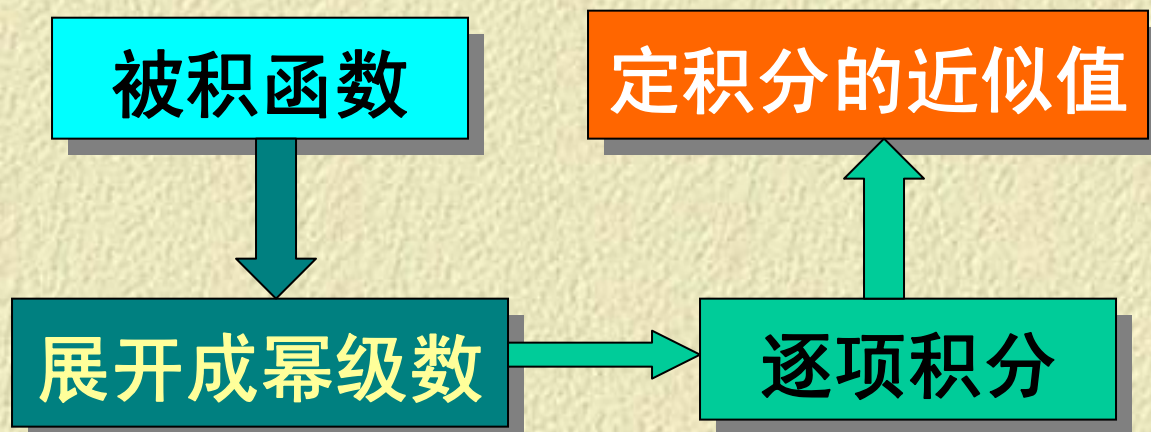 被积函数
定积分的近似值
展开成幂级数
逐项积分